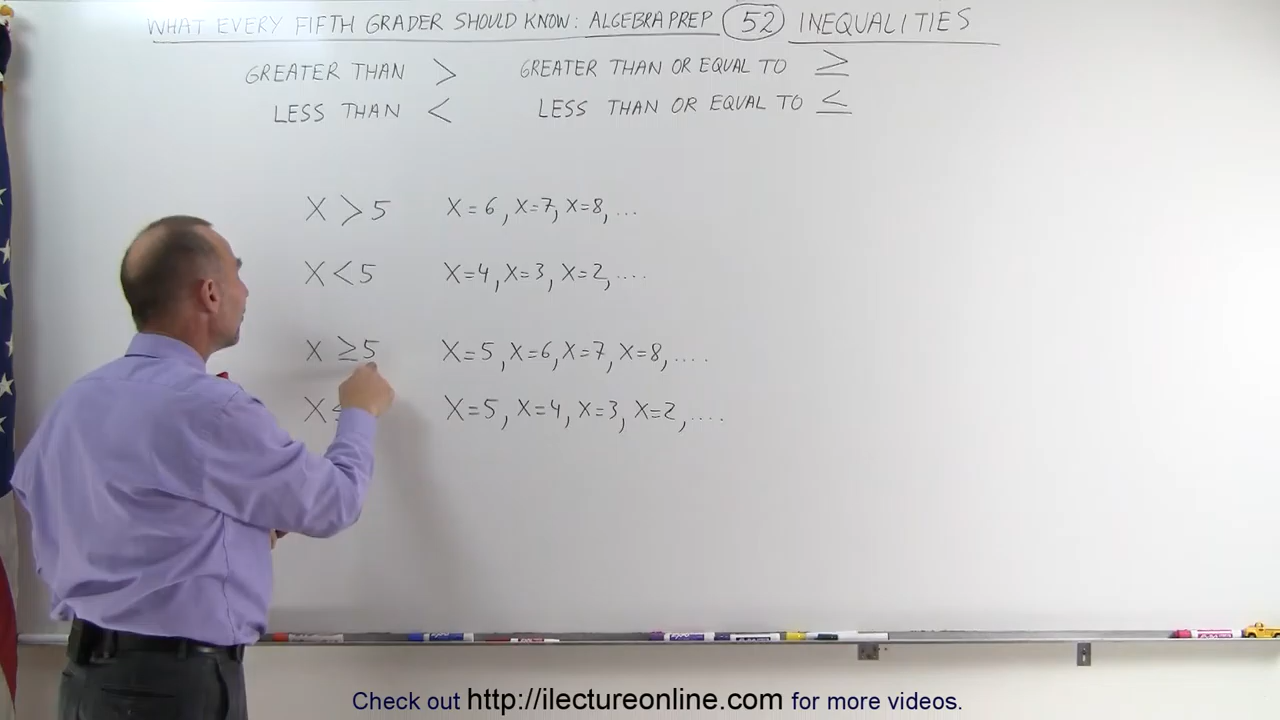 WHAT EVERY FIFTH GRADER SHOULD KNOW: ALGEBRA PREP 52 INEQUALITIES
GREATER THAN > GREATER THAN OR EQUAL TO ≥
LESS THAN < LESS THAN OR EQUAL TO ≤
X > 5 X = 6, X=7, X=8, ...
X < 5 X=4, X=3, X=2, ....
X ≥ 5 X=5, X=6, X=7, X=8, ....
X X=5, X=4, X=3, X=2, ....
Check out http://ilectureonline.com for more videos.